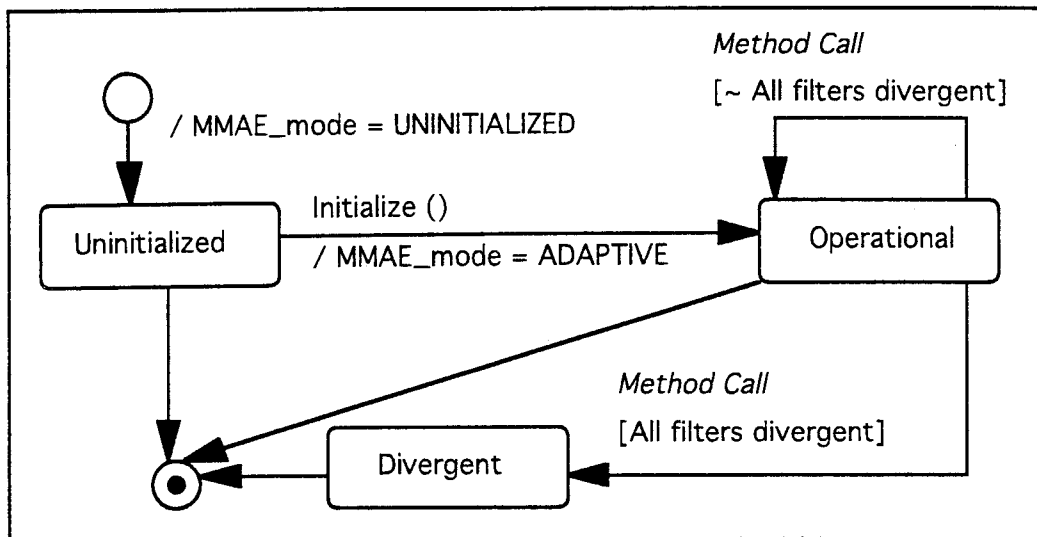 Method Call
[~ All filters divergent]
/ MMAE_mode = UNINITIALIZED
Uninitialized
Initialize ()
/ MMAE_mode = ADAPTIVE
Operational
Method Call
[All filters divergent]
Divergent